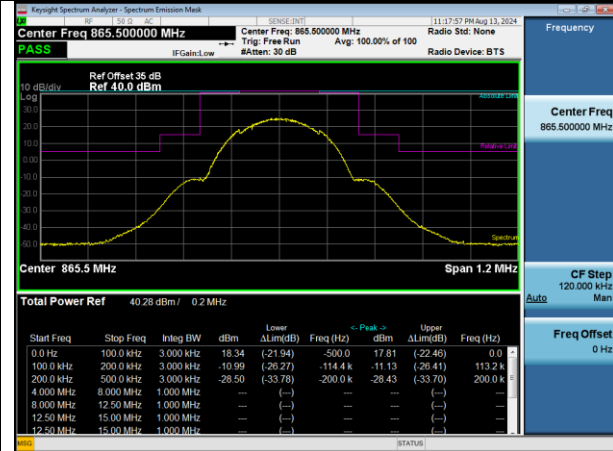 Keysight Spectrum Analyzer - Spectrum Emission Mask
RF 50 Ω AC SENSE:INT 11:17:57 PM Aug 13, 2024
Center Freq 865.500000 MHz Center Freq: 865.500000 MHz Radio Std: None
Trig: Free Run Avg: 100.00% of 100
PASS IFGain:Low #Atten: 30 dB Radio Device: BTS
Ref Offset 35 dB
10 dB/div Ref 40.0 dBm
Log
Absolute Limit
30.0
20.0
10.0
Relative Limit
0.00
-10.0
-20.0
-30.0
-40.0
Spectrum
-50.0
Center 865.5 MHz Span 1.2 MHz
Total Power Ref 40.28 dBm / 0.2 MHz
Lower <- Peak -> Upper
Start Freq Stop Freq Integ BW dBm ΔLim(dB) Freq (Hz) dBm ΔLim(dB) Freq (Hz)
0.0 Hz 100.0 kHz 3.000 kHz 18.34 (-21.94) -500.0 17.81 (-22.46) 0.0
100.0 kHz 200.0 kHz 3.000 kHz -10.99 (-26.27) -114.4 k -11.13 (-26.41) 113.2 k
200.0 kHz 500.0 kHz 3.000 kHz -28.50 (-33.78) -200.0 k -28.43 (-33.70) 200.0 k
4.000 MHz 8.000 MHz 1.000 MHz --- (---) --- --- (---) ---
8.000 MHz 12.50 MHz 1.000 MHz --- (---) --- --- (---) ---
12.50 MHz 15.00 MHz 1.000 MHz --- (---) --- --- (---) ---
12.50 MHz 15.00 MHz 1.000 MHz --- (---) --- --- (---) ---
MSG STATUS
Frequency
Center Freq
865.500000 MHz
CF Step
120.000 kHz
Auto Man
Freq Offset
0 Hz